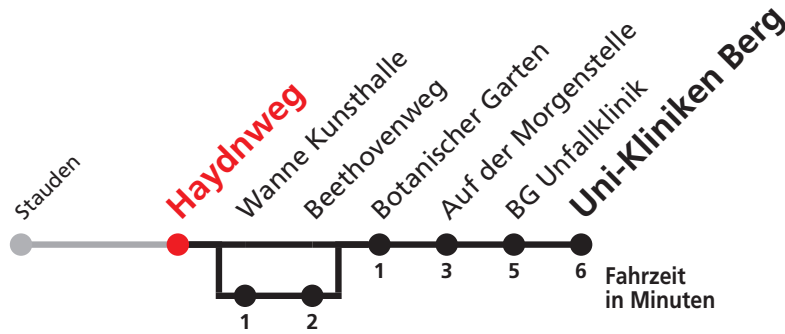 Stauden
Haydnweg
Wanne Kunsthalle
Beethovenweg
Botanischer Garten
Auf der Morgenstelle
BG Unfallklinik
Uni-Kliniken Berg
1
3
5
6
Fahrzeit
in Minuten
1
2